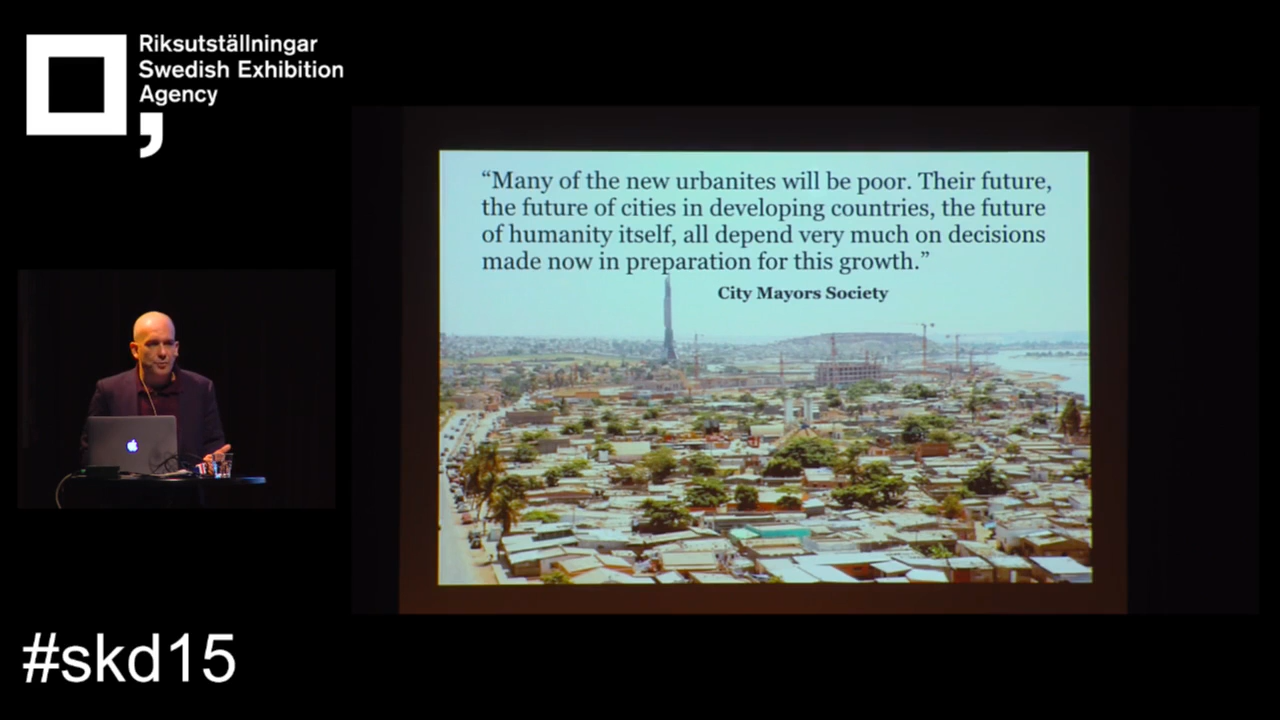 Riksutställningar
Swedish Exhibition
Agency
“Many of the new urbanites will be poor. Their future,
the future of cities in developing countries, the future
of humanity itself, all depend very much on decisions
made now in preparation for this growth.”
City Mayors Society
#skd15